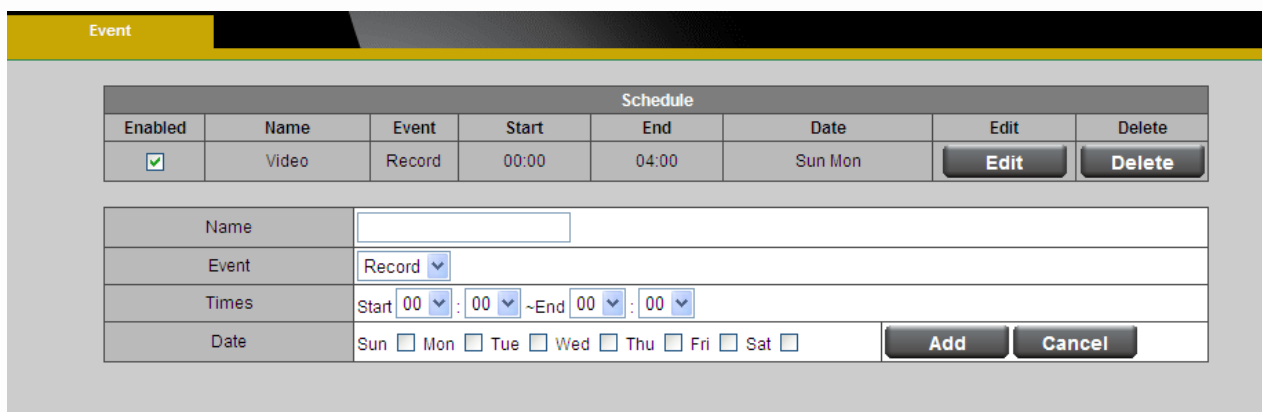 Event
Schedule
Enabled Name Event Start End Date Edit Delete
Video Record 00:00 04:00 Sun Mon Edit Delete
Name
Event Record
Times Start 00 : 00 ~End 00 : 00
Date Sun Mon Tue Wed Thu Fri Sat Add Cancel